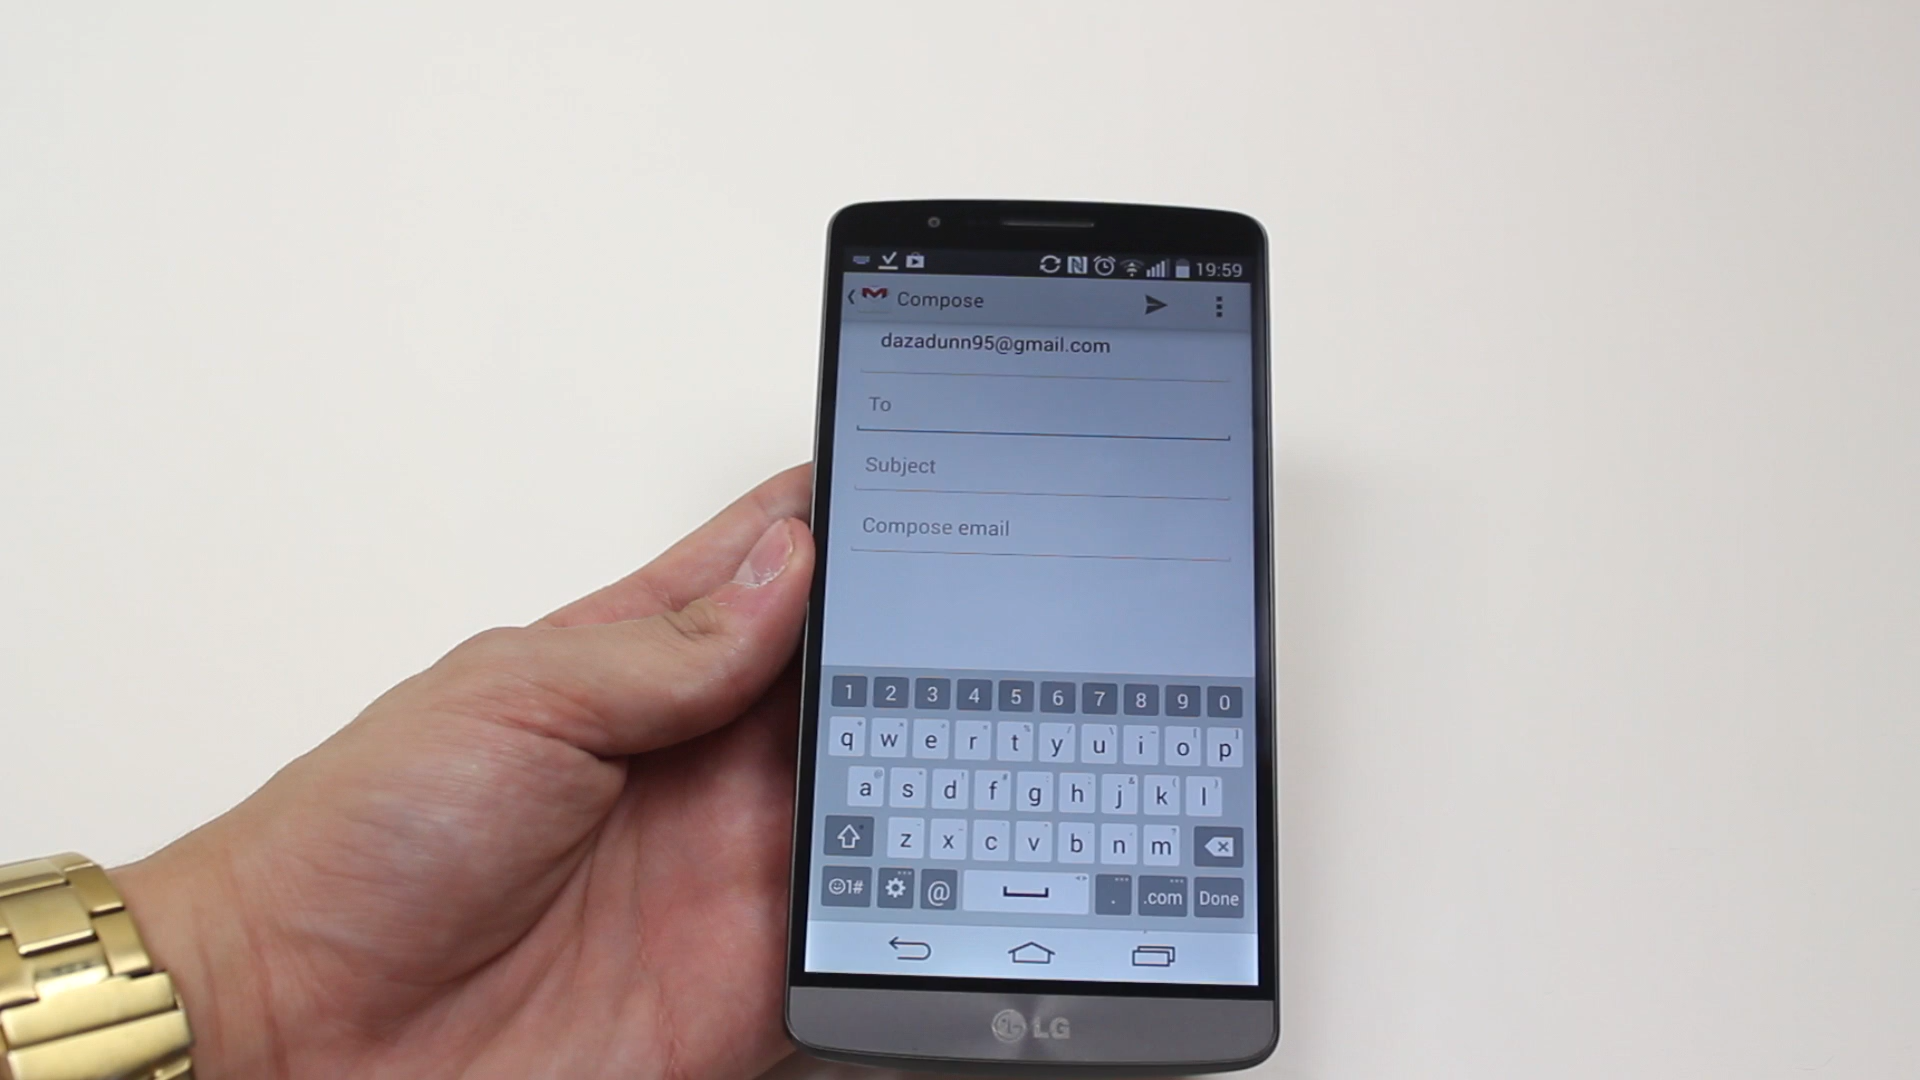 19:59
Compose
dazadunn95@gmail.com
To
Subject
Compose email
1 2 3 4 5 6 7 8 9 0
q w e r t y u i o p
a s d f g h j k l
z x c v b n m
1# @ . .com Done
LG